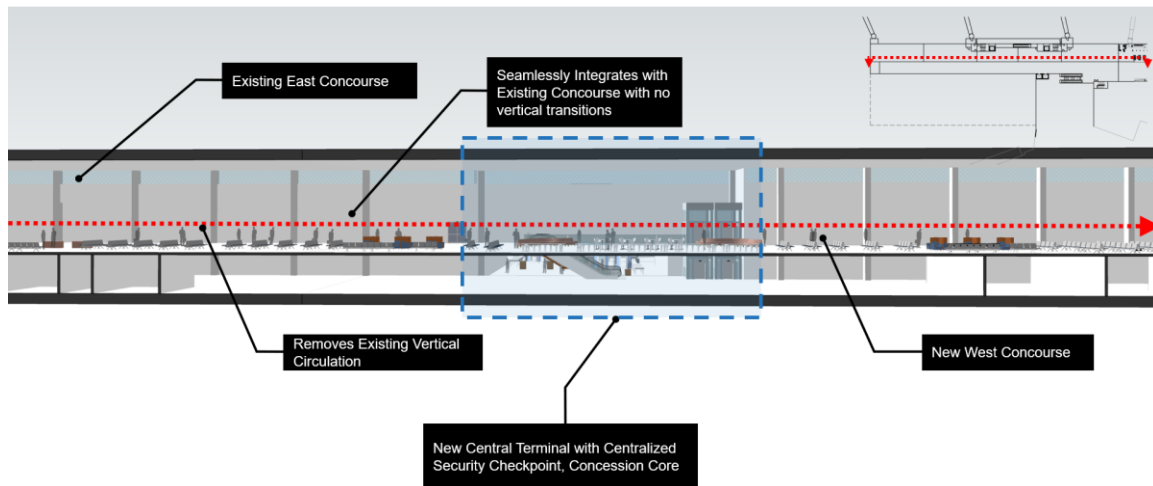 Existing East Concourse
Seamlessly Integrates with
Existing Concourse with no
vertical transitions
Removes Existing Vertical
Circulation
New West Concourse
New Central Terminal with Centralized
Security Checkpoint, Concession Core